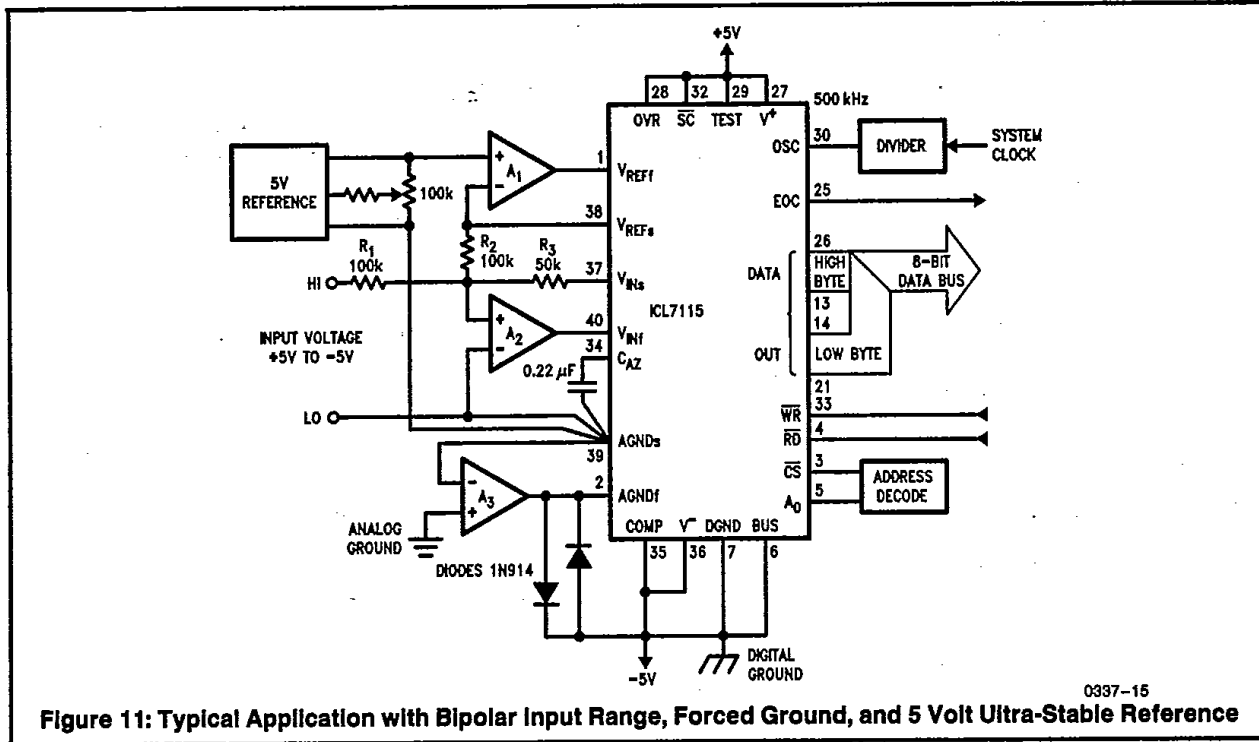 +5V
28 32 29 27
500 kHz
OVR SC TEST V+
5V
REFERENCE
100k
A1
+
-
1
VREFf
38
VREFs
R1
100k
R2
100k
R3
50k
37
VINs
HI
INPUT VOLTAGE
+5V TO -5V
A2
+
-
40
VINf
34
CAZ
0.22 μF
LO
AGNDs
39
A3
-
+
2
AGNDf
ANALOG
GROUND
DIODES 1N914
ICL7115
OSC
30
DIVIDER
SYSTEM
CLOCK
EOC
25
26
DATA
HIGH
BYTE
8-BIT
DATA BUS
13
14
OUT
LOW BYTE
21
33
WR
4
RD
3
CS
5
A0
ADDRESS
DECODE
COMP V- DGND BUS
35 36 7 6
-5V
DIGITAL
GROUND
0337-15
Figure 11: Typical Application with Bipolar Input Range, Forced Ground, and 5 Volt Ultra-Stable Reference